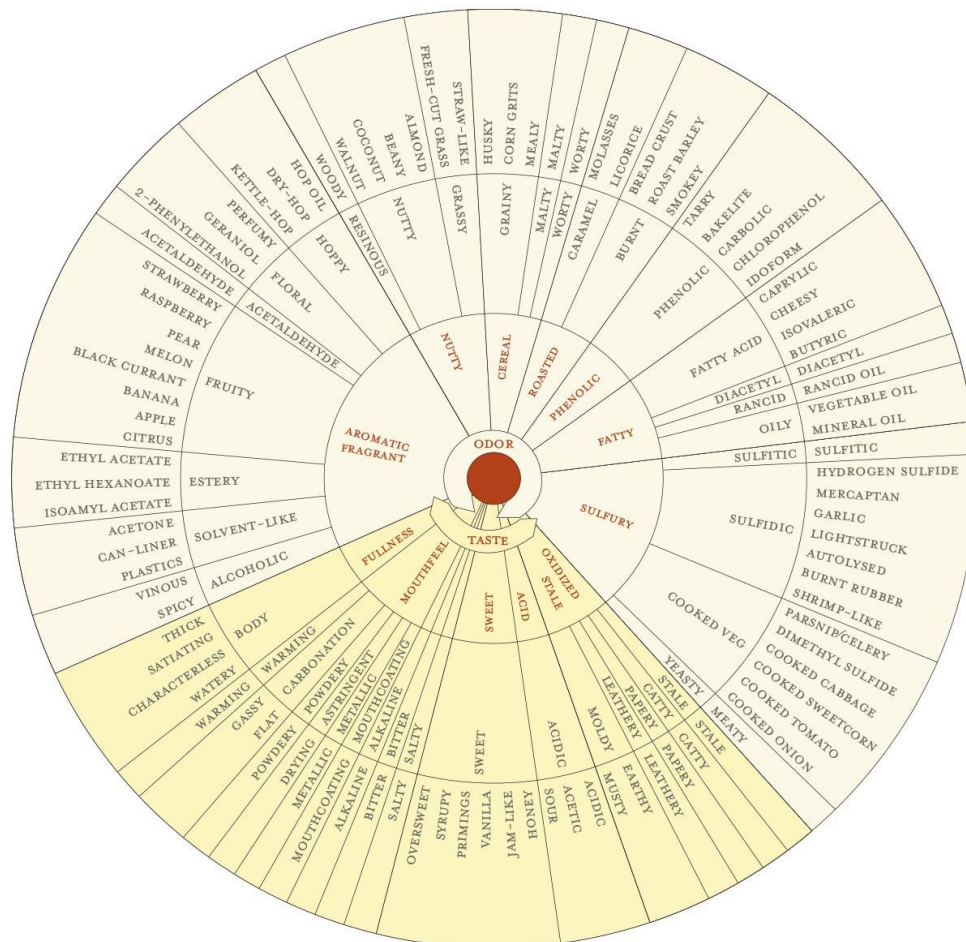 ODOR
TASTE
AROMATIC
FRAGRANT
NUTTY
CEREAL
ROASTED
PHENOLIC
FATTY
SULFURY
OXIDIZED
STALE
ACID
SWEET
MOUTHFEEL
FULLNESS
ALCOHOLIC
SPICY
VINOUS
SOLVENT-LIKE
PLASTICS
CAN-LINER
ACETONE
ESTERY
ISOAMYL ACETATE
ETHYL HEXANOATE
ETHYL ACETATE
FRUITY
CITRUS
APPLE
BANANA
BLACK CURRANT
MELON
PEAR
RASPBERRY
STRAWBERRY
ACETALDEHYDE
ACETALDEHYDE
FLORAL
2-PHENYLETHANOL
GERANIOL
PERFUMY
HOPPY
KETTLE-HOP
DRY-HOP
HOP OIL
RESINOUS
WOODY
NUTTY
WALNUT
COCONUT
BEANY
ALMOND
GRASSY
FRESH-CUT GRASS
STRAW-LIKE
GRAINY
HUSKY
CORN GRITS
MEALY
MALTY
MALTY
WORTY
WORTY
CARAMEL
MOLASSES
LICORICE
BURNT
BREAD CRUST
ROAST BARLEY
SMOKEY
PHENOLIC
TARRY
BAKELITE
CARBOLIC
CHLOROPHENOL
IDOFORM
FATTY ACID
CAPRYLIC
CHEESY
ISOVALERIC
BUTYRIC
DIACETYL
DIACETYL
RANCID
RANCID OIL
OILY
VEGETABLE OIL
MINERAL OIL
SULFITIC
SULFITIC
SULFIDIC
HYDROGEN SULFIDE
MERCAPTAN
GARLIC
LIGHTSTRUCK
AUTOLYSED
BURNT RUBBER
SHRIMP-LIKE
COOKED VEG
PARSNIP/CELERY
DIMETHYL SULFIDE
COOKED CABBAGE
COOKED SWEETCORN
COOKED TOMATO
COOKED ONION
YEASTY
MEATY
STALE
STALE
CATTY
CATTY
PAPERY
PAPERY
LEATHERY
LEATHERY
MOLDY
EARTHY
MUSTY
ACIDIC
ACIDIC
ACETIC
SOUR
SWEET
HONEY
JAM-LIKE
VANILLA
PRIMINGS
SYRUPY
OVERSWEET
SALTY
SALTY
BITTER
BITTER
ALKALINE
ALKALINE
MOUTHCOATING
MOUTHCOATING
METALLIC
METALLIC
ASTRINGENT
DRYING
POWDERY
POWDERY
CARBONATION
FLAT
GASSY
WARMING
WARMING
BODY
WATERY
CHARACTERLESS
SATIATING
THICK